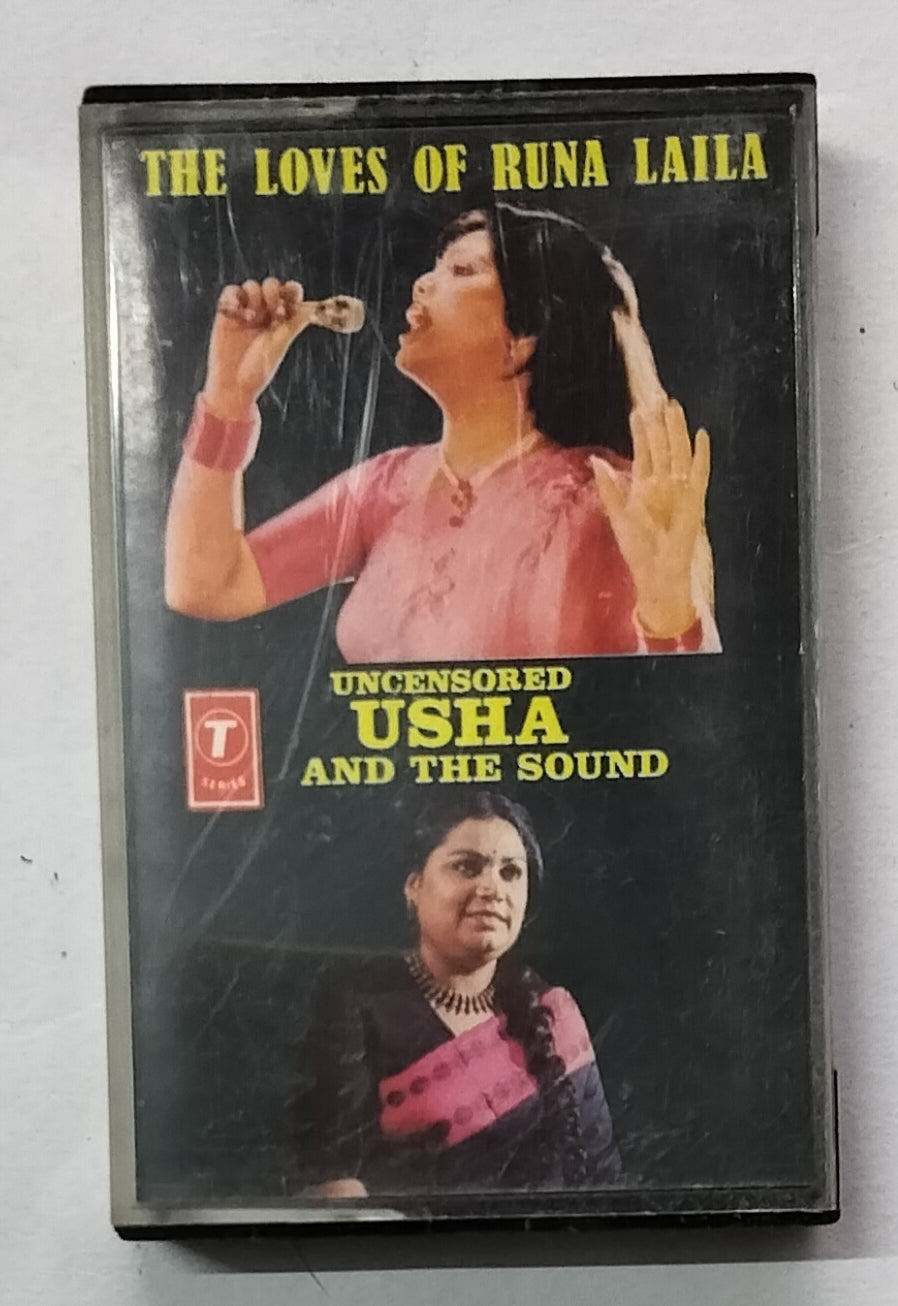 THE LOVES OF RUNA LAILA
UNCENSORED
USHA
AND THE SOUND
T
SERIES